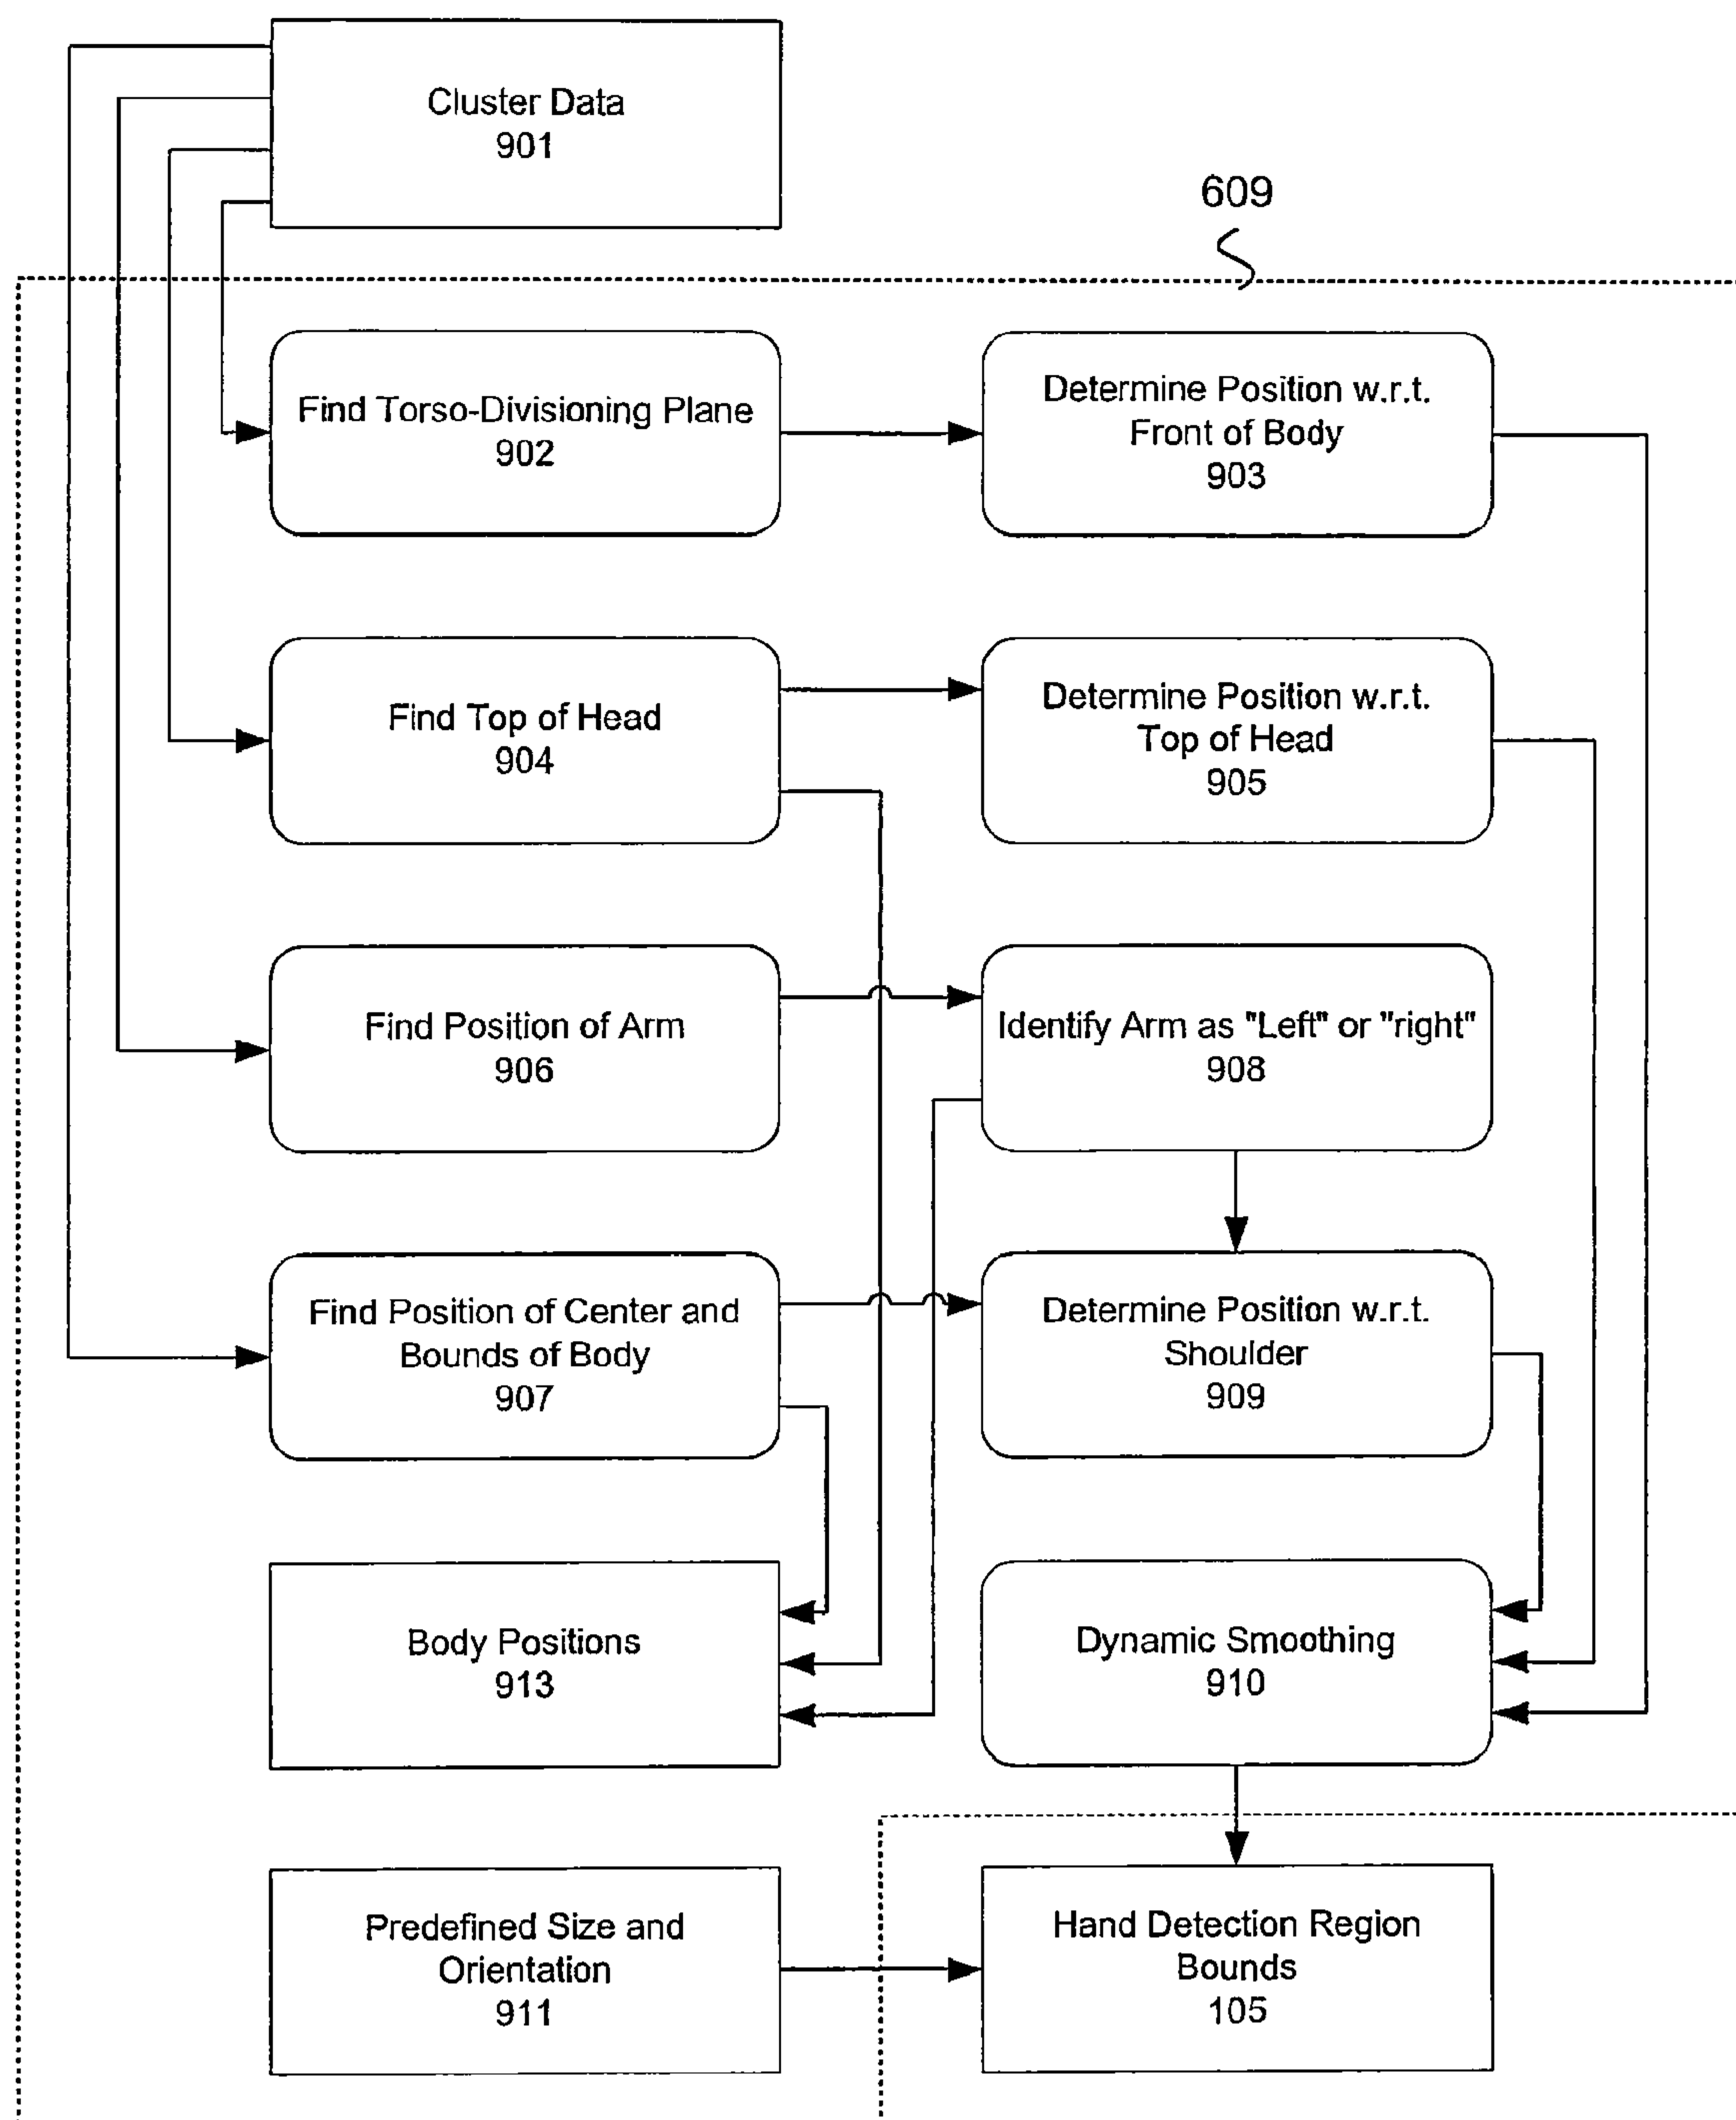 Cluster Data
901
609
Find Torso-Divisioning Plane
902
Determine Position w.r.t.
Front of Body
903
Find Top of Head
904
Determine Position w.r.t.
Top of Head
905
Find Position of Arm
906
Identify Arm as "Left" or "right"
908
Find Position of Center and
Bounds of Body
907
Determine Position w.r.t.
Shoulder
909
Body Positions
913
Dynamic Smoothing
910
Predefined Size and
Orientation
911
Hand Detection Region
Bounds
105